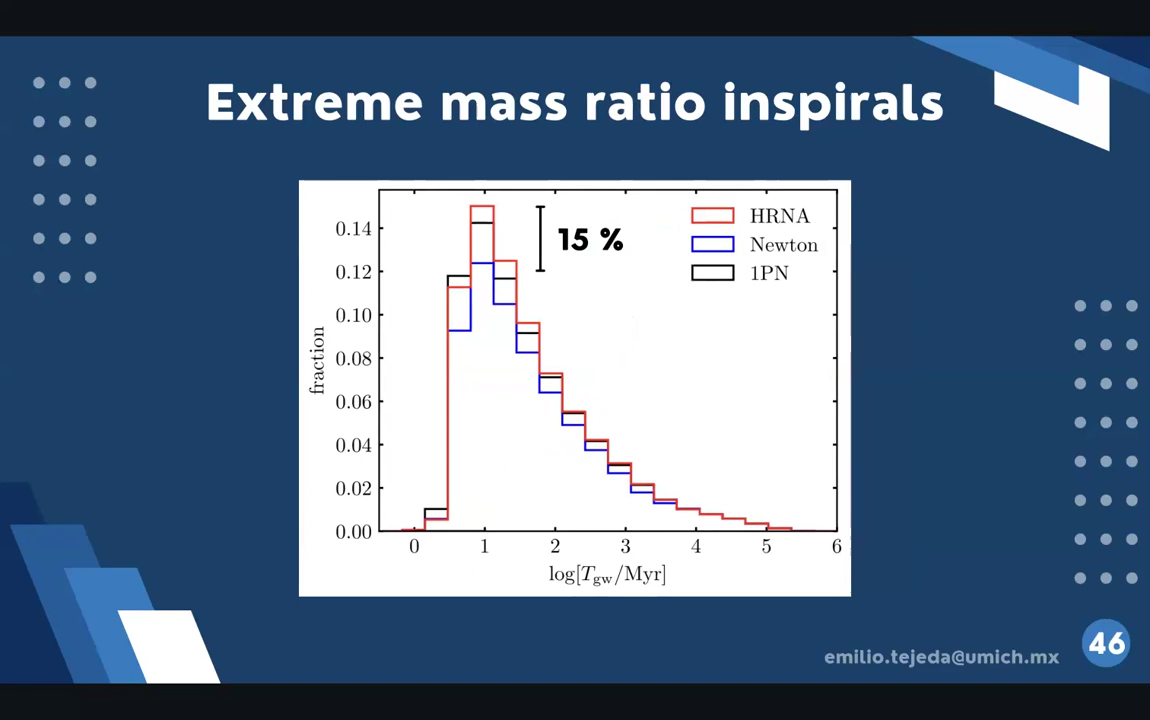 Extreme mass ratio inspirals
15 %
HRNA
Newton
1PN
fraction
0.14
0.12
0.10
0.08
0.06
0.04
0.02
0.00
0 1 2 3 4 5 6
log[T_gw/Myr]
emilio.tejeda@umich.mx
46